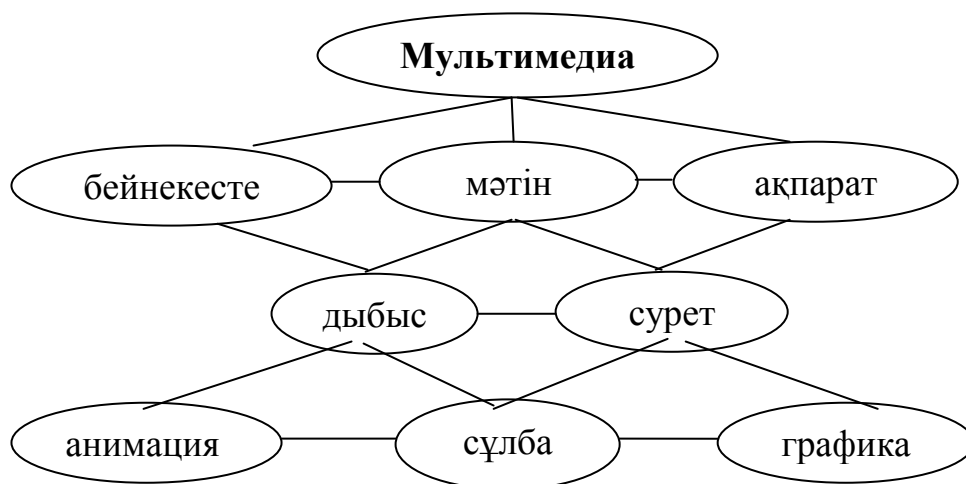 Мультимедиа
бейнекесте мәтін ақпарат
дыбыс сурет
анимация сұлба графика